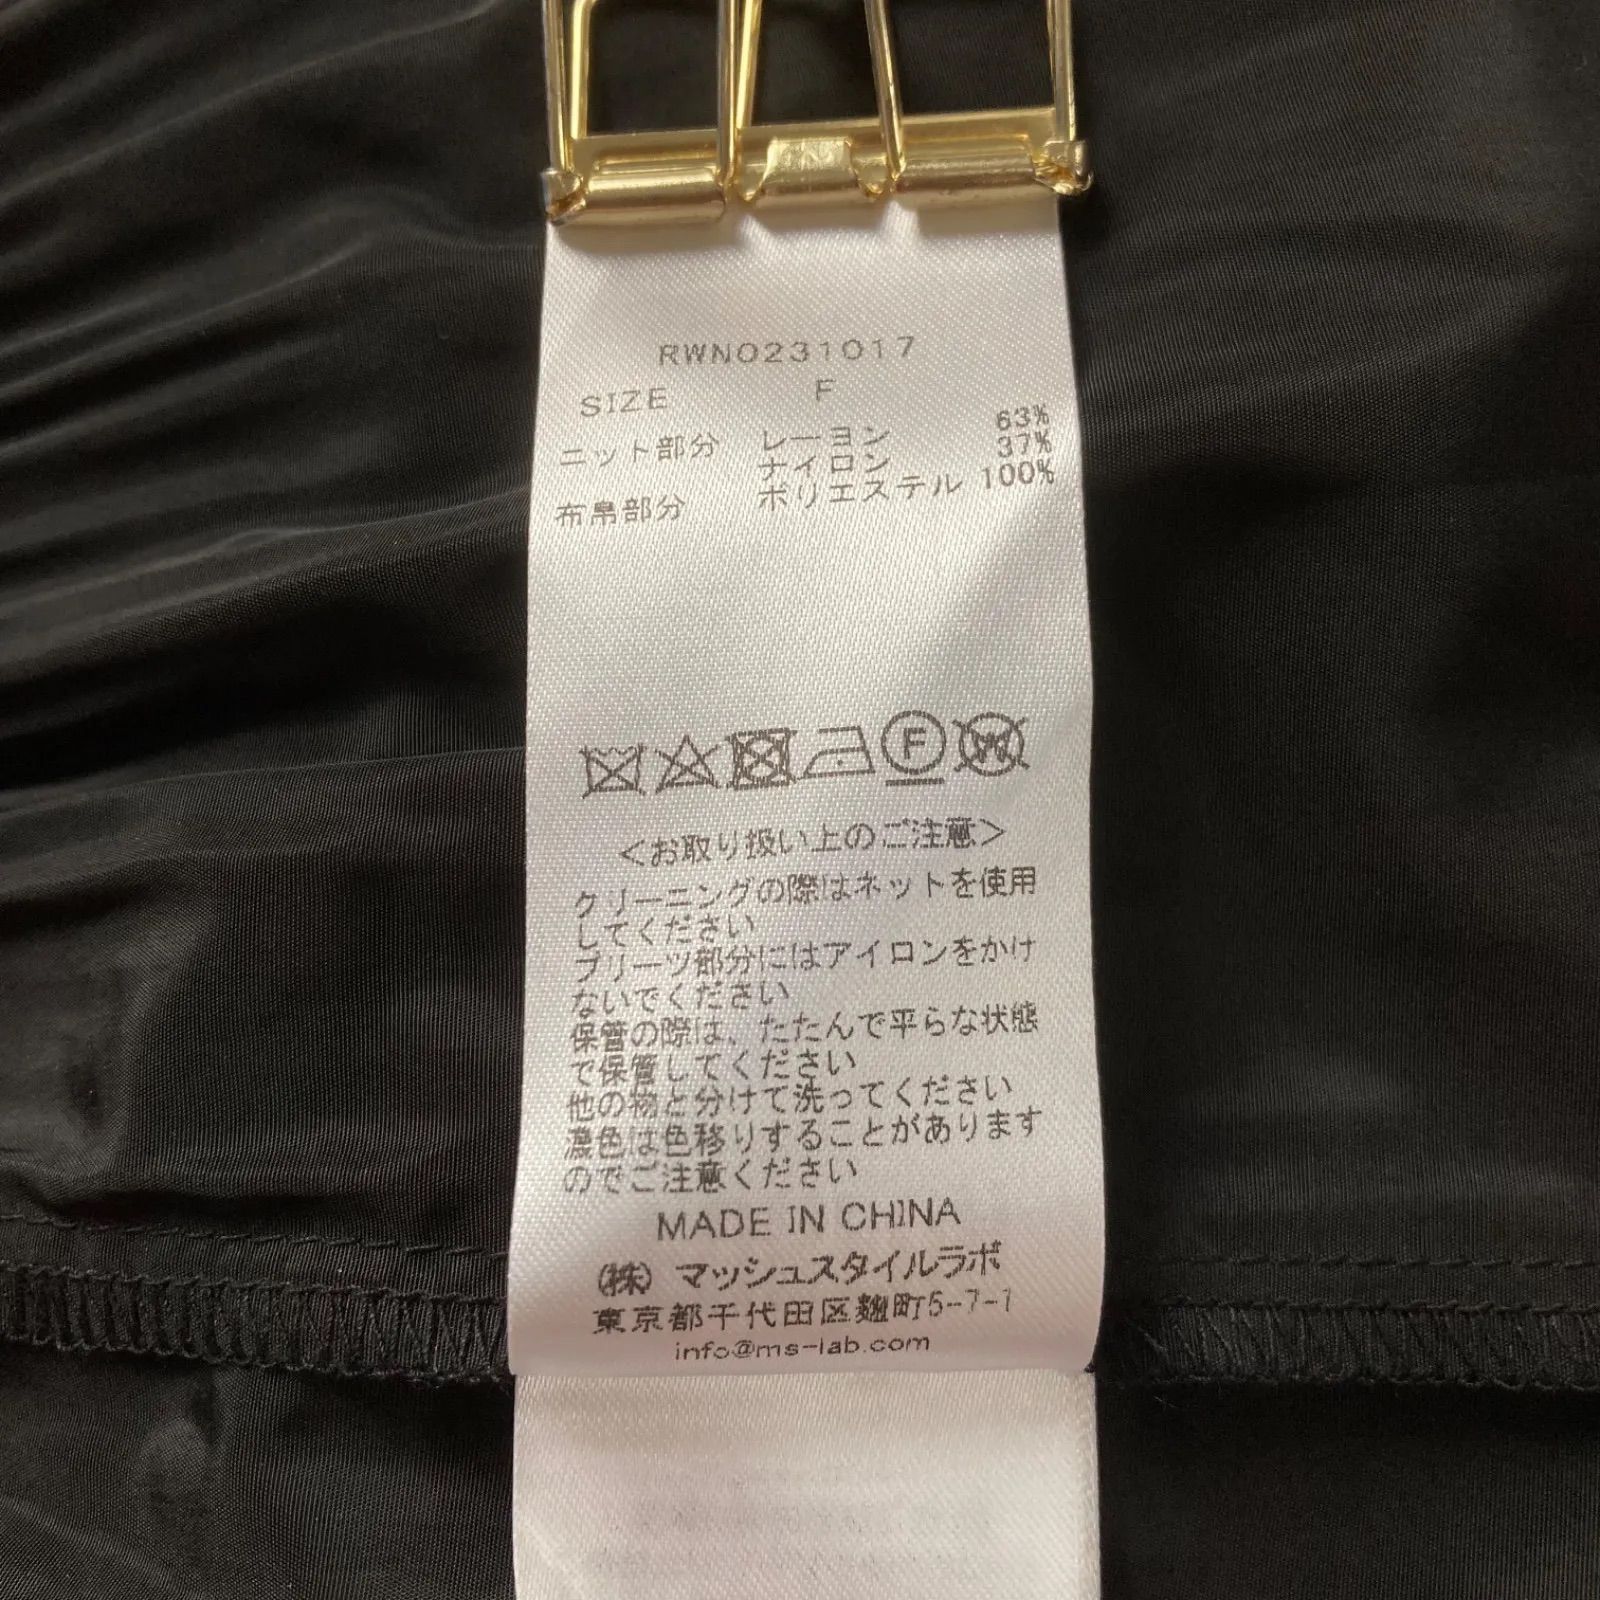 RWNO231017
SIZE F
ニット部分 レーヨン 63%
ナイロン 37%
布帛部分 ポリエステル 100%
F
W
<お取り扱い上のご注意>
クリーニングの際はネットを使用
してください
プリーツ部分にはアイロンをかけ
ないでください
保管の際は、たたんで平らな状態
で保管してください
他の物と分けて洗ってください
濃色は色移りすることがあります
のでご注意ください
MADE IN CHINA
(株) マッシュスタイルラボ
東京都千代田区麹町5-7-1
info@ms-lab.com